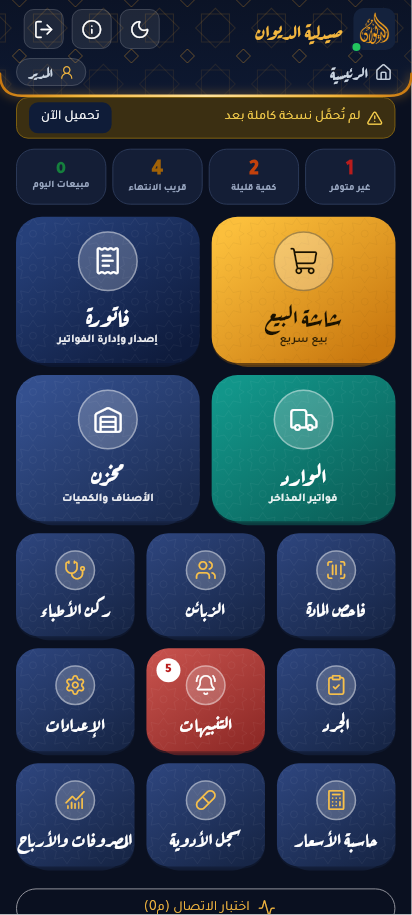 صيدلية الديوان
الرئيسية
المدير
لم تُحمَّل نسخة كاملة بعد
تحميل الآن
1
غير متوفر
2
كمية قليلة
4
قريب الانتهاء
0
مبيعات اليوم
شاشة البيع
بيع سريع
فاتورة
إصدار وإدارة الفواتير
الوارد
فواتير المذاخر
مخزن
الأصناف والكميات
فاحص المادة
الزبائن
ركن الأطباء
الجرد
5
التنبيهات
الإعدادات
حاسبة الأسعار
سجل الأدوية
المصروفات والأرباح
اختبار الاتصال (م0)